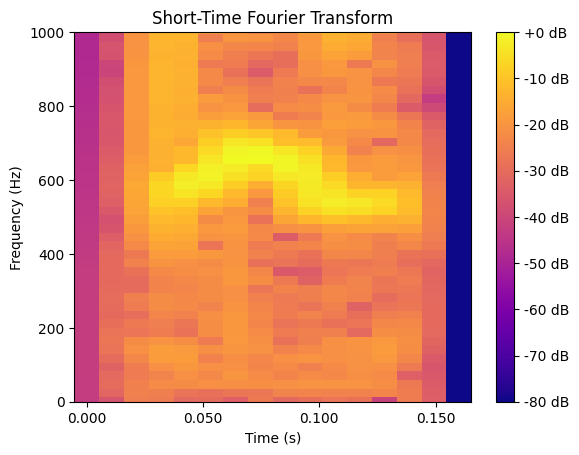 Short-Time Fourier Transform
1000
800
600
400
200
0
Frequency (Hz)
0.000
0.050
0.100
0.150
Time (s)
+0 dB
-10 dB
-20 dB
-30 dB
-40 dB
-50 dB
-60 dB
-70 dB
-80 dB